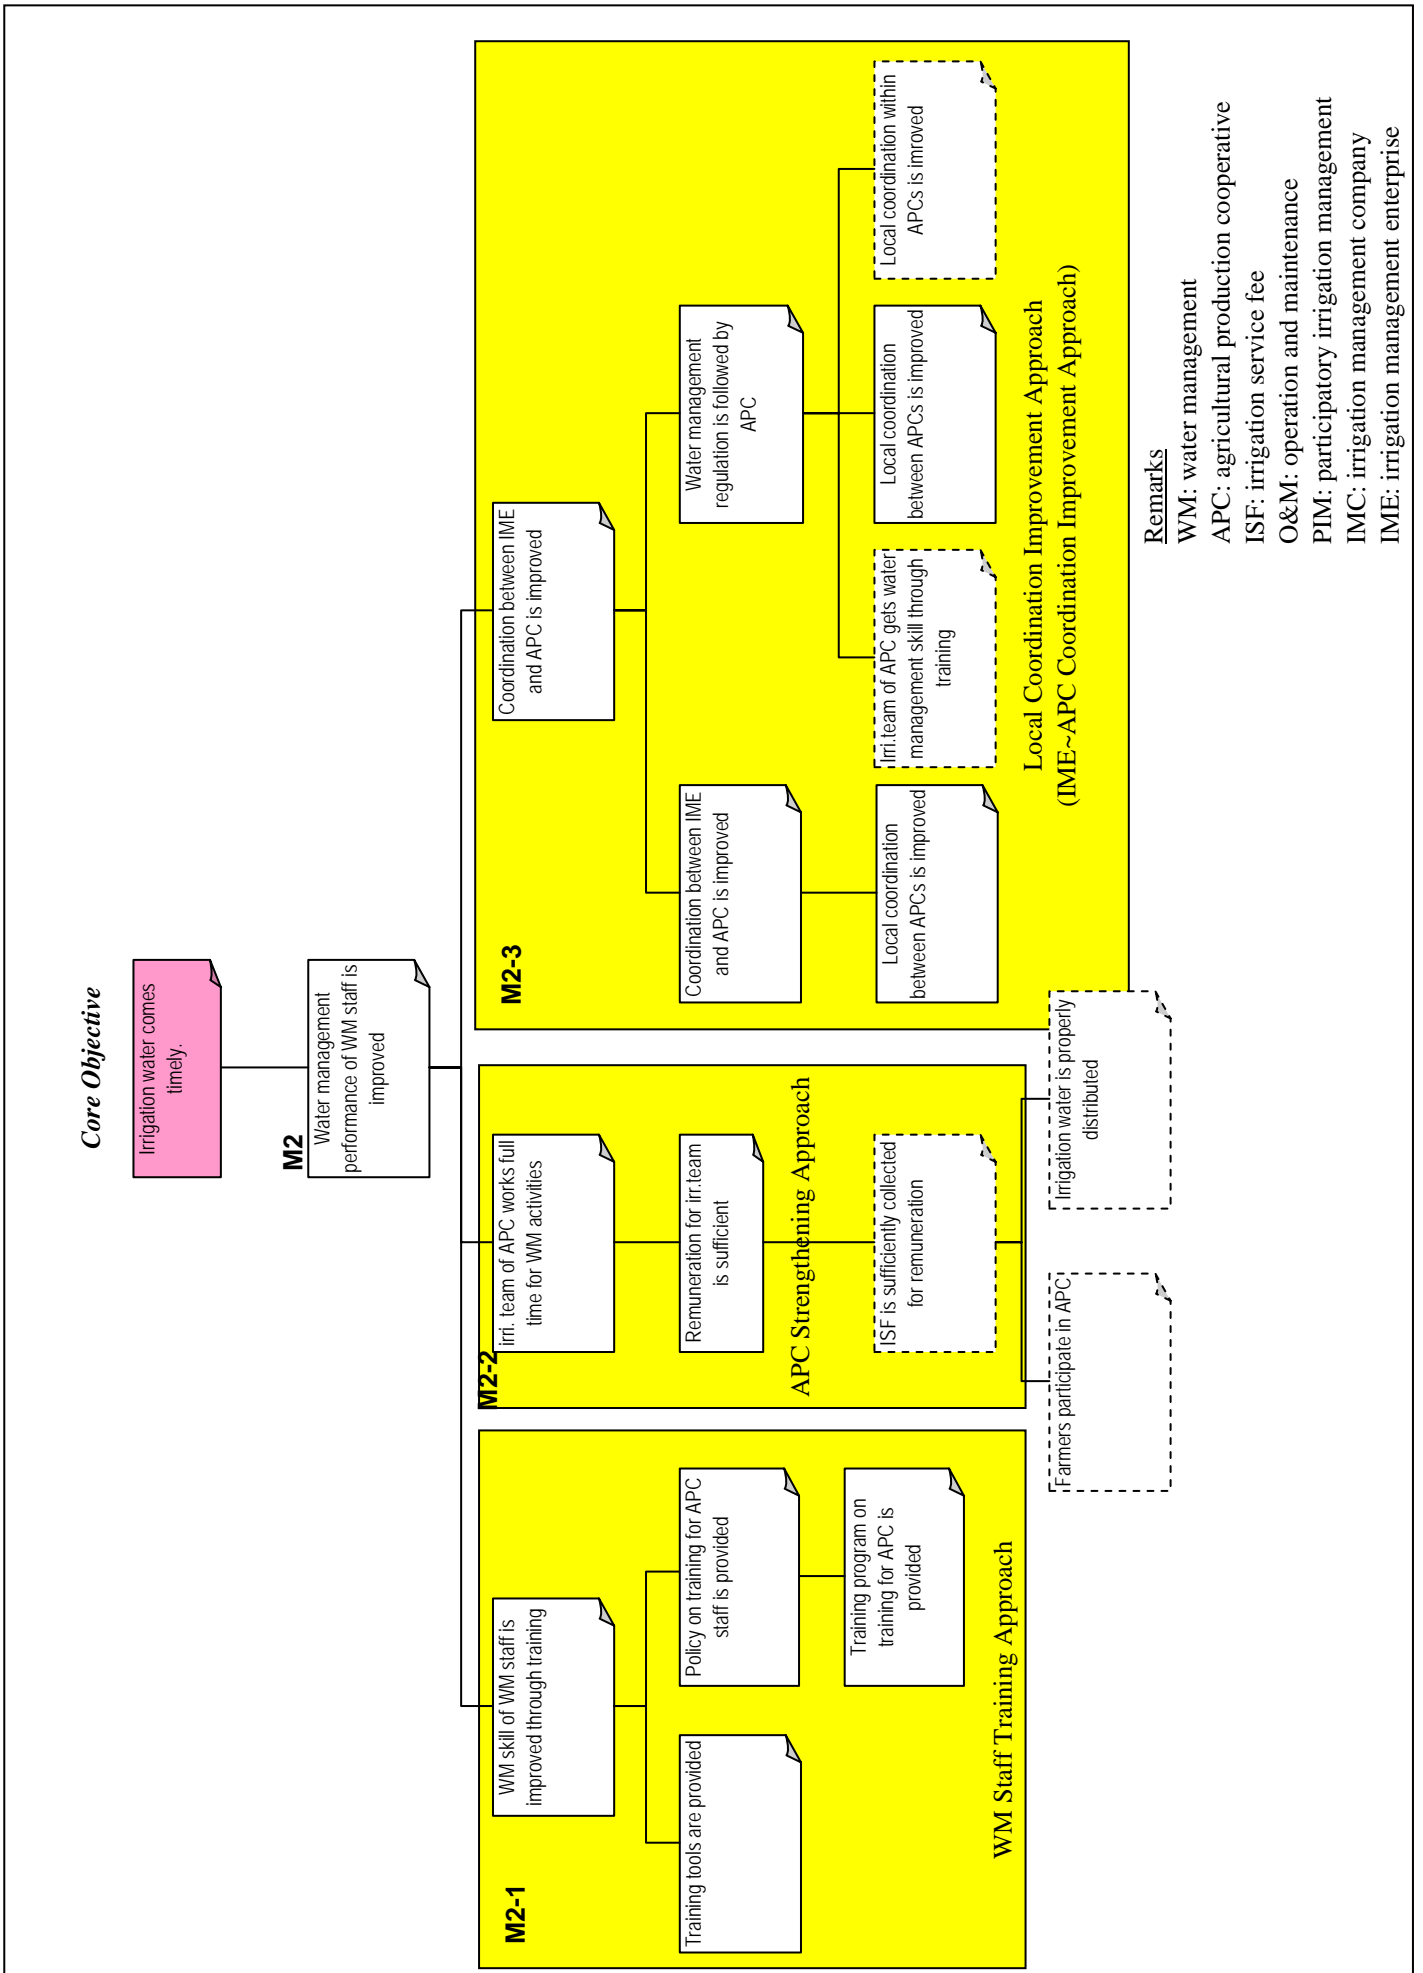 Core Objective
Irrigation water comes
timely.
M2
Water management
performance of WM staff is
improved
M2-1
WM skill of WM staff is
improved through training
Training tools are provided
Policy on training for APC
staff is provided
Training program on
training for APC is
provided
WM Staff Training Approach
M2-2
irri. team of APC works full
time for WM activities
Remuneration for irr.team
is sufficient
APC Strengthening Approach
ISF is sufficiently collected
for remuneration
Farmers participate in APC
Irrigation water is properly
distributed
M2-3
Coordination between IME
and APC is improved
Coordination between IME
and APC is improved
Water management
regulation is followed by
APC
Local coordination
between APCs is improved
Irri.team of APC gets water
management skill through
training
Local coordination
between APCs is improved
Local coordination within
APCs is imroved
Local Coordination Improvement Approach
(IME~APC Coordination Improvement Approach)
Remarks
WM: water management
APC: agricultural production cooperative
ISF: irrigation service fee
O&M: operation and maintenance
PIM: participatory irrigation management
IMC: irrigation management company
IME: irrigation management enterprise